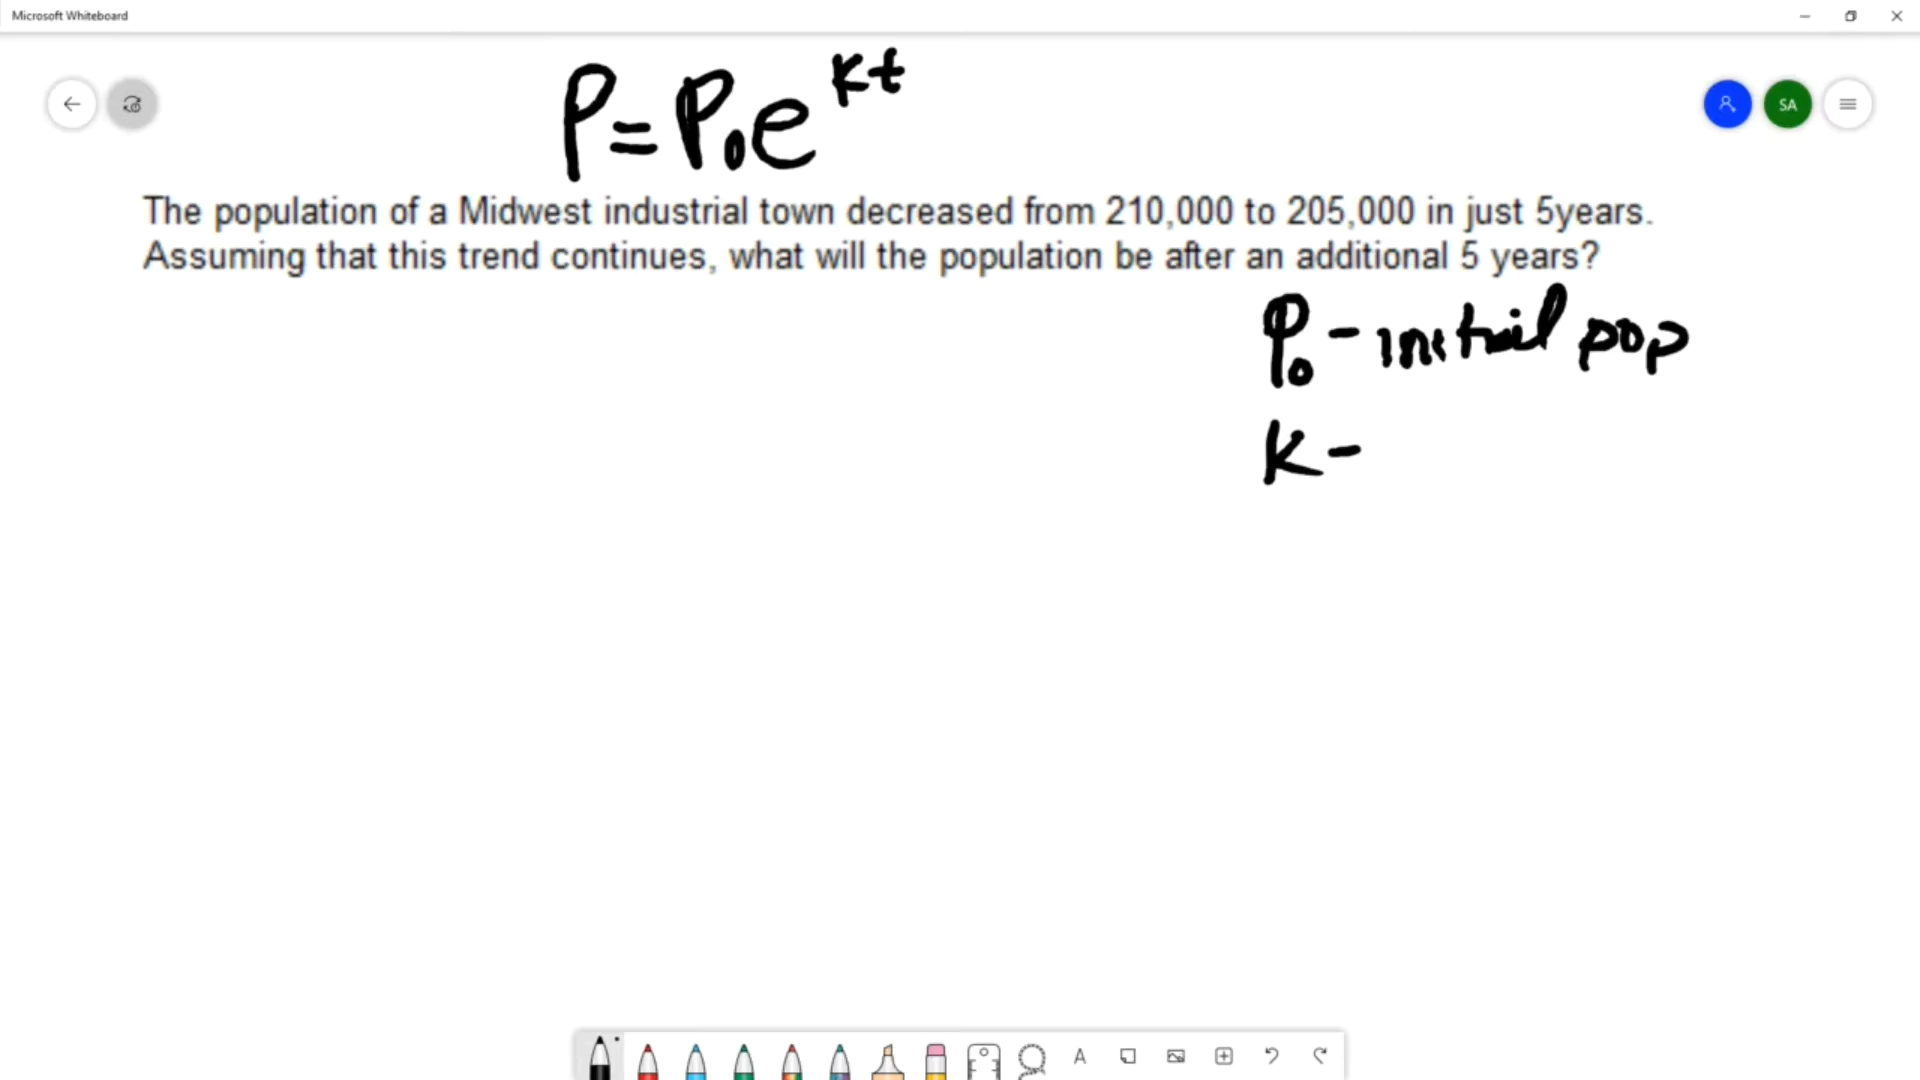 Microsoft Whiteboard
P=P₀e^kt
SA
The population of a Midwest industrial town decreased from 210,000 to 205,000 in just 5years.
Assuming that this trend continues, what will the population be after an additional 5 years?
P₀ - initial pop
K -
A